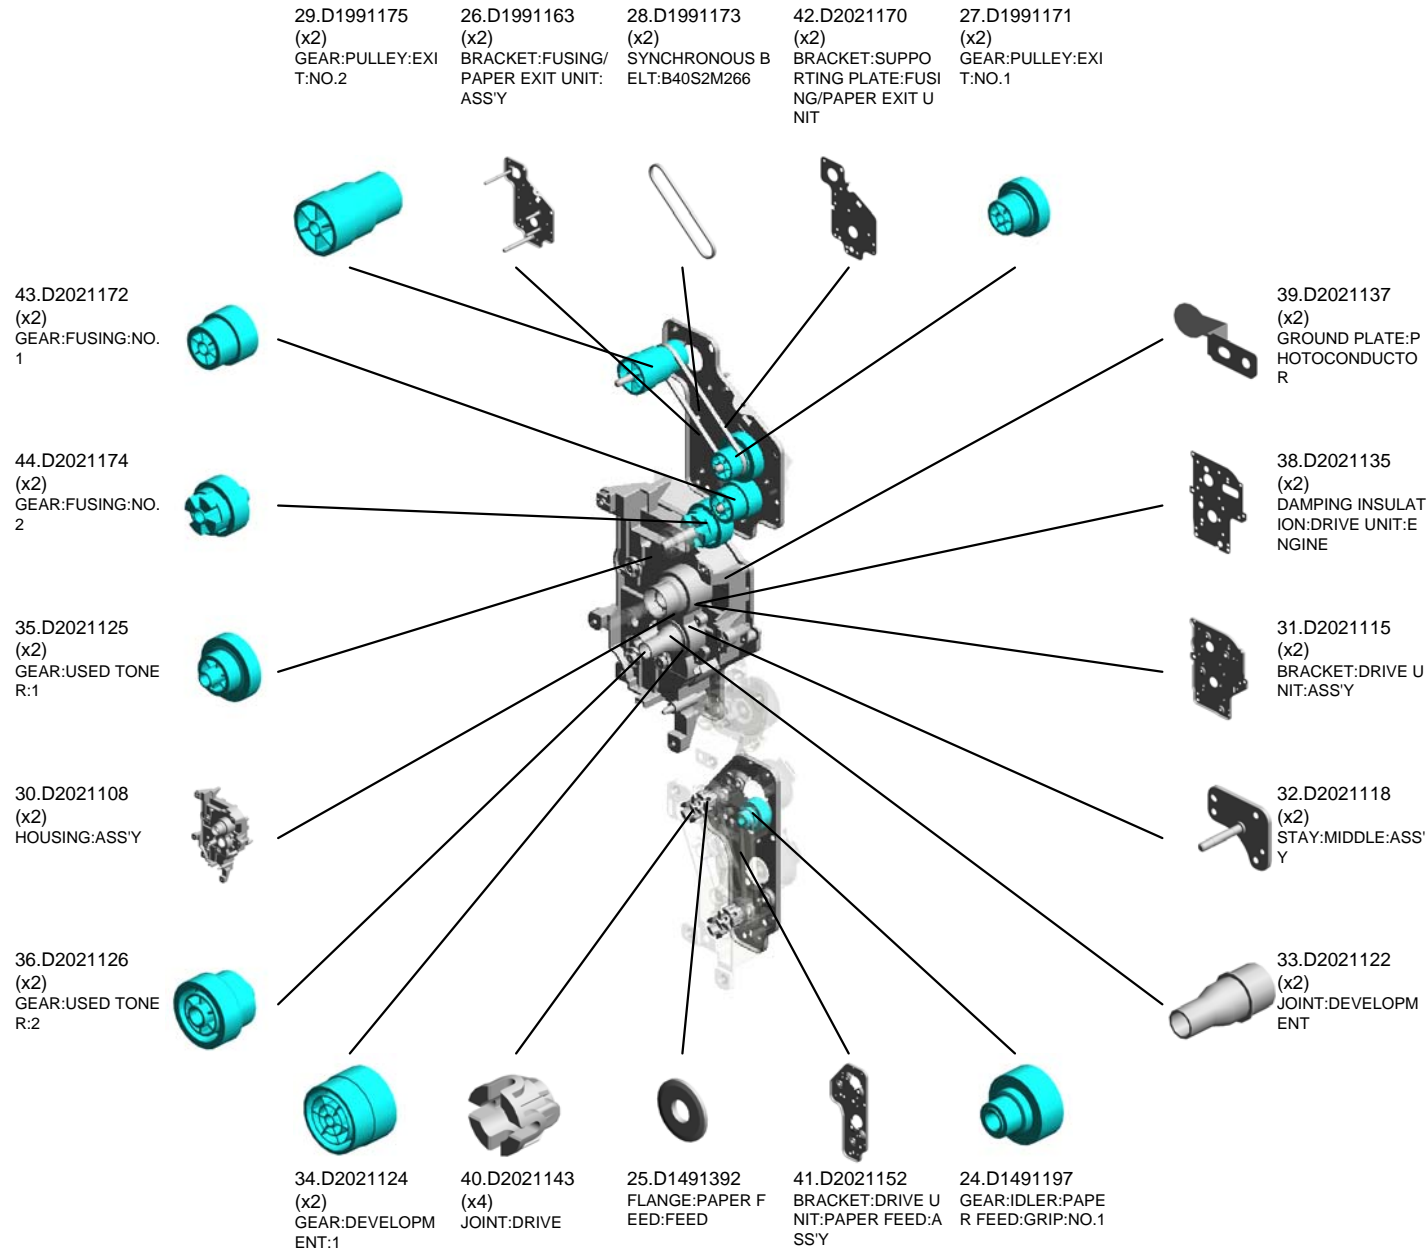 29.D1991175
(x2)
GEAR:PULLEY:EXI
T:NO.2
26.D1991163
(x2)
BRACKET:FUSING/
PAPER EXIT UNIT:
ASS'Y
28.D1991173
(x2)
SYNCHRONOUS B
ELT:B40S2M266
42.D2021170
(x2)
BRACKET:SUPPO
RTING PLATE:FUSI
NG/PAPER EXIT U
NIT
27.D1991171
(x2)
GEAR:PULLEY:EXI
T:NO.1
43.D2021172
(x2)
GEAR:FUSING:NO.
1
39.D2021137
(x2)
GROUND PLATE:P
HOTOCONDUCTO
R
44.D2021174
(x2)
GEAR:FUSING:NO.
2
38.D2021135
(x2)
DAMPING INSULAT
ION:DRIVE UNIT:E
NGINE
35.D2021125
(x2)
GEAR:USED TONE
R:1
31.D2021115
(x2)
BRACKET:DRIVE U
NIT:ASS'Y
30.D2021108
(x2)
HOUSING:ASS'Y
32.D2021118
(x2)
STAY:MIDDLE:ASS'
Y
36.D2021126
(x2)
GEAR:USED TONE
R:2
33.D2021122
(x2)
JOINT:DEVELOPM
ENT
34.D2021124
(x2)
GEAR:DEVELOPM
ENT:1
40.D2021143
(x4)
JOINT:DRIVE
25.D1491392
FLANGE:PAPER F
EED:FEED
41.D2021152
BRACKET:DRIVE U
NIT:PAPER FEED:A
SS'Y
24.D1491197
GEAR:IDLER:PAPE
R FEED:GRIP:NO.1